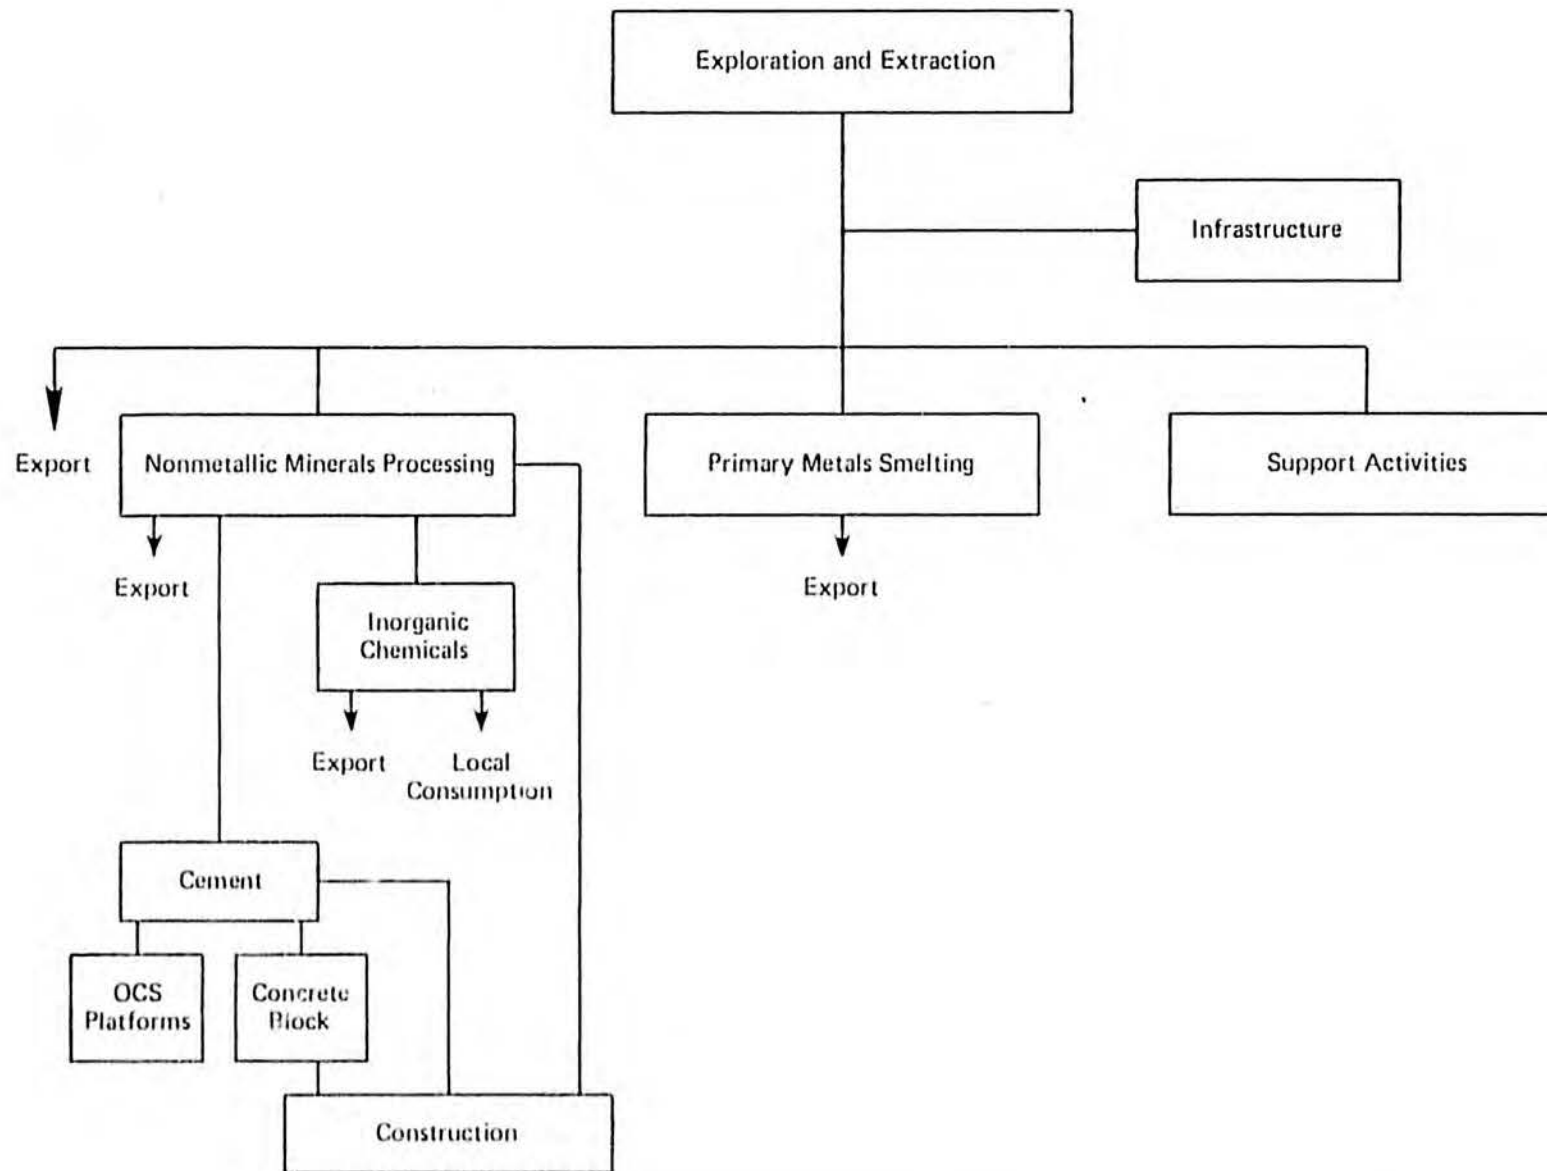 Exploration and Extraction
Infrastructure
Export
Nonmetallic Minerals Processing
Primary Metals Smelting
Support Activities
Export
Export
Inorganic
Chemicals
Export
Local
Consumption
Cement
OCS
Platforms
Concrete
Block
Construction